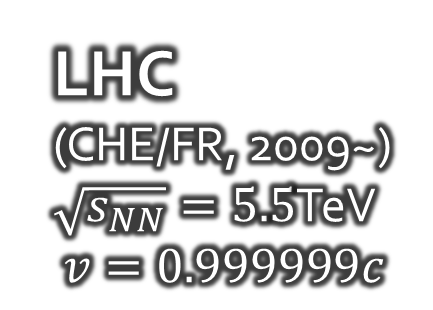 LHC
(CHE/FR, 2009~)
√s_NN = 5.5TeV
v = 0.999999c